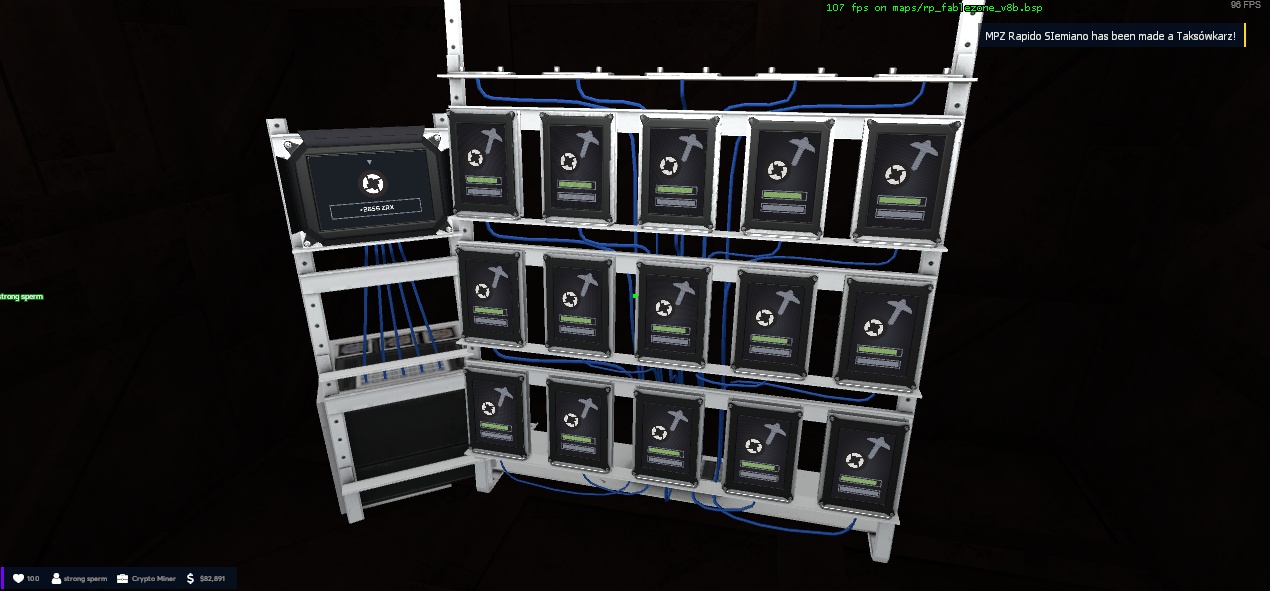 107 fps on maps/rp_fablezone_v8b.bsp
96 FPS
MPZ Rapido SIemiano has been made a Taksówkarz!
+2655 ZRX
strong sperm
100
strong sperm
Crypto Miner
$ $82,891